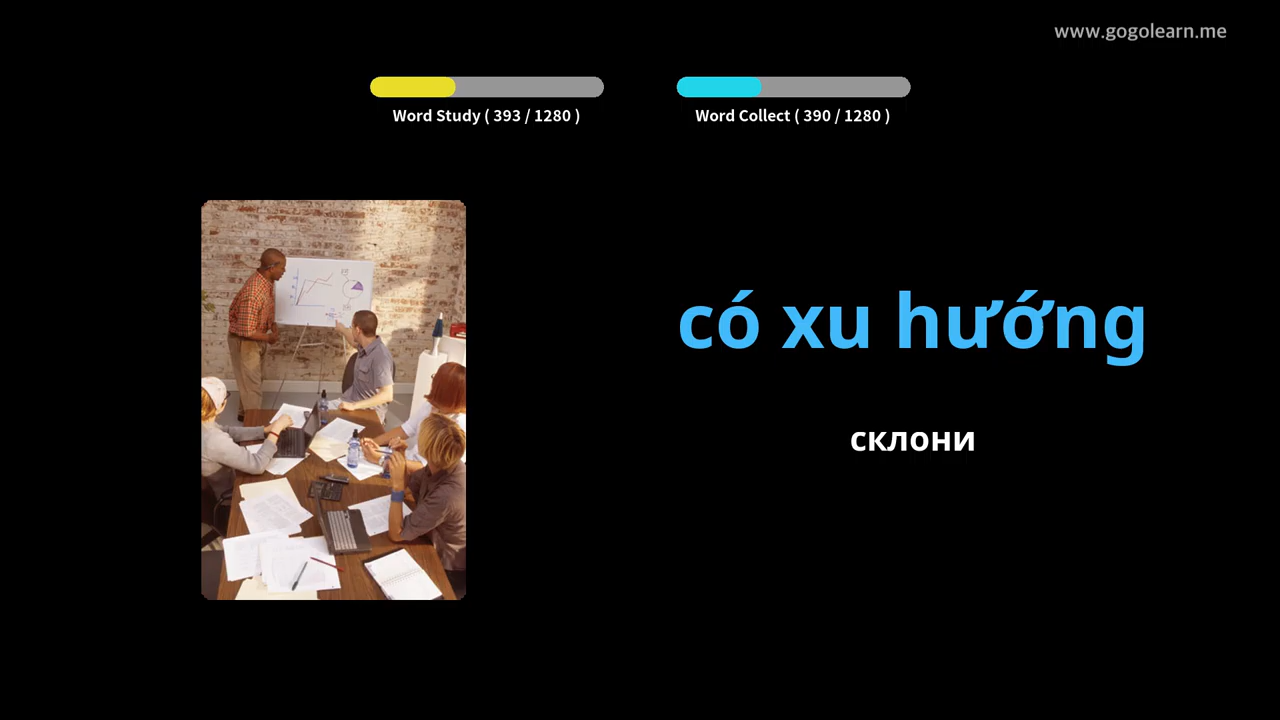 www.gogolearn.me
Word Study ( 393 / 1280 )
Word Collect ( 390 / 1280 )
có xu hướng
склони